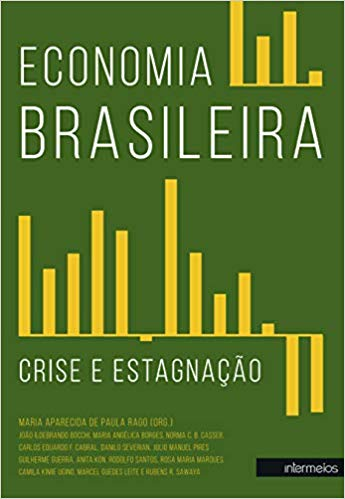 ECONOMIA
BRASILEIRA
CRISE E ESTAGNAÇÃO
MARIA APARECIDA DE PAULA RAGO (ORG.)
JOÃO ILDEBRANDO BOCCHI, MARIA ANGÉLICA BORGES, NORMA C. B. CASSEB
CARLOS EDUARDO F. CABRAL, DANILO SEVERIAN, JÚLIO MANUEL PIRES
GUILHERME GUERRA, ANITA KON, RODOLFO SANTOS, ROSA MARIA MARQUES
CAMILA KIMIE UGINO, MARCEL GUEDES LEITE E RUBENS R. SAWAYA
intermeios